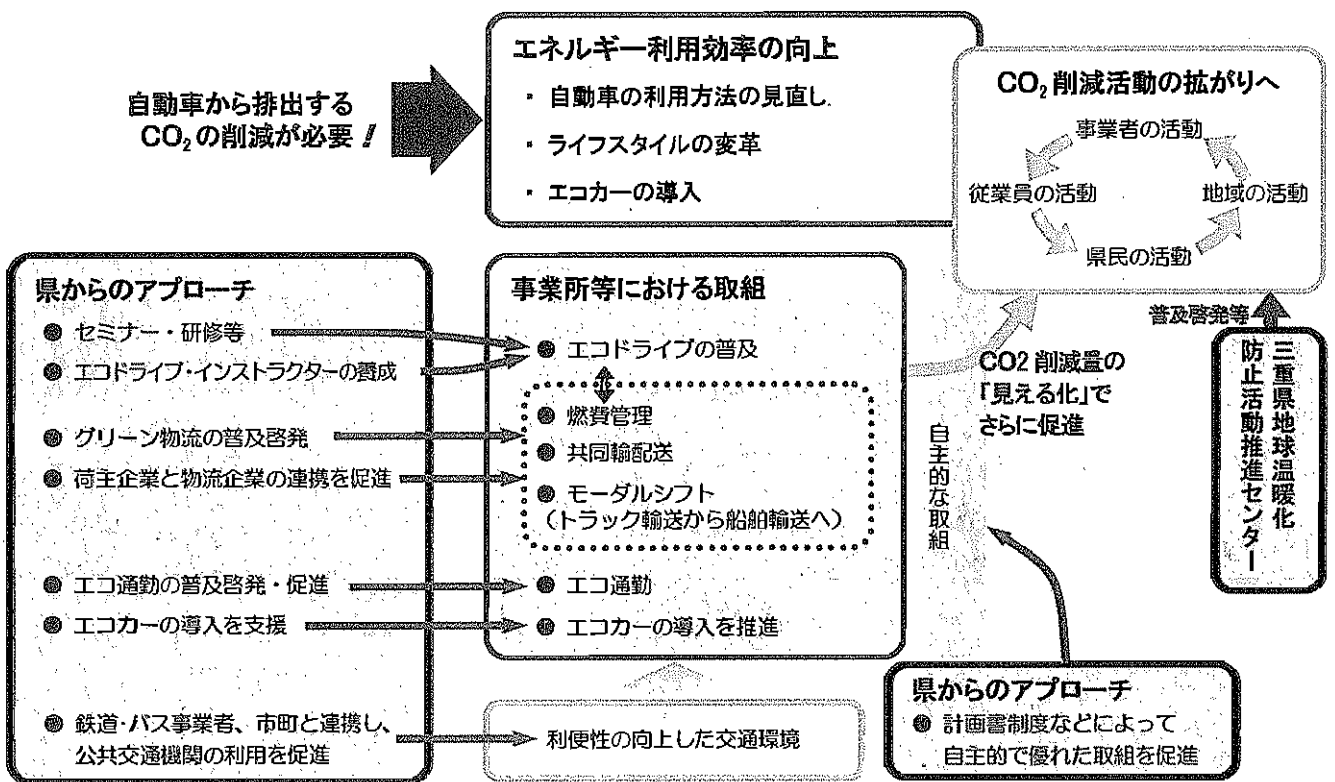 自動車から排出する
CO₂の削減が必要！
エネルギー利用効率の向上
・ 自動車の利用方法の見直し
・ ライフスタイルの変革
・ エコカーの導入
CO₂削減活動の拡がりへ
事業者の活動
従業員の活動
地域の活動
県民の活動
県からのアプローチ
● セミナー・研修等
● エコドライブ・インストラクターの養成
● グリーン物流の普及啓発
● 荷主企業と物流企業の連携を促進
● エコ通勤の普及啓発・促進
● エコカーの導入を支援
● 鉄道・バス事業者、市町と連携し、
公共交通機関の利用を促進
事業所等における取組
● エコドライブの普及
● 燃費管理
● 共同輸配送
● モーダルシフト
（トラック輸送から船舶輸送へ）
● エコ通勤
● エコカーの導入を推進
利便性の向上した交通環境
CO2削減量の
「見える化」で
さらに促進
自主的な取組
普及啓発等
三重県地球温暖化
防止活動推進センター
県からのアプローチ
● 計画書制度などによって
自主的で優れた取組を促進